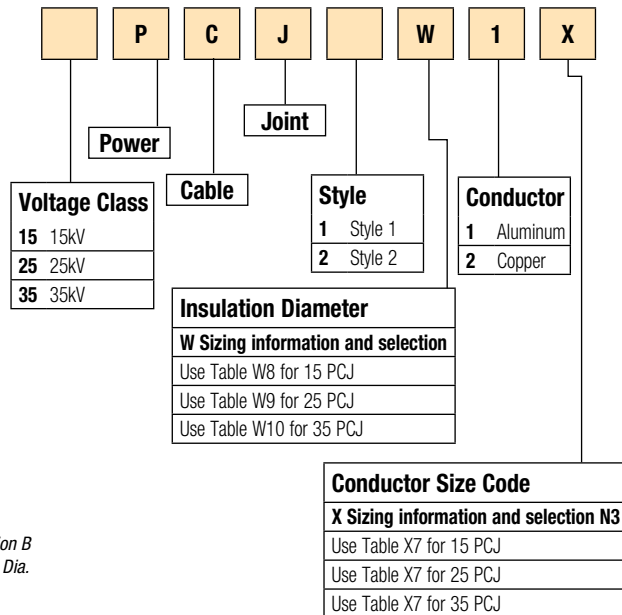 P C J W 1 X
Joint
Power
Cable
Voltage Class
15 15kV
25 25kV
35 35kV
Style
1 Style 1
2 Style 2
Conductor
1 Aluminum
2 Copper
Insulation Diameter
W Sizing information and selection
Use Table W8 for 15 PCJ
Use Table W9 for 25 PCJ
Use Table W10 for 35 PCJ
Conductor Size Code
X Sizing information and selection N3
Use Table X7 for 15 PCJ
Use Table X7 for 25 PCJ
Use Table X7 for 35 PCJ
on B
Dia.